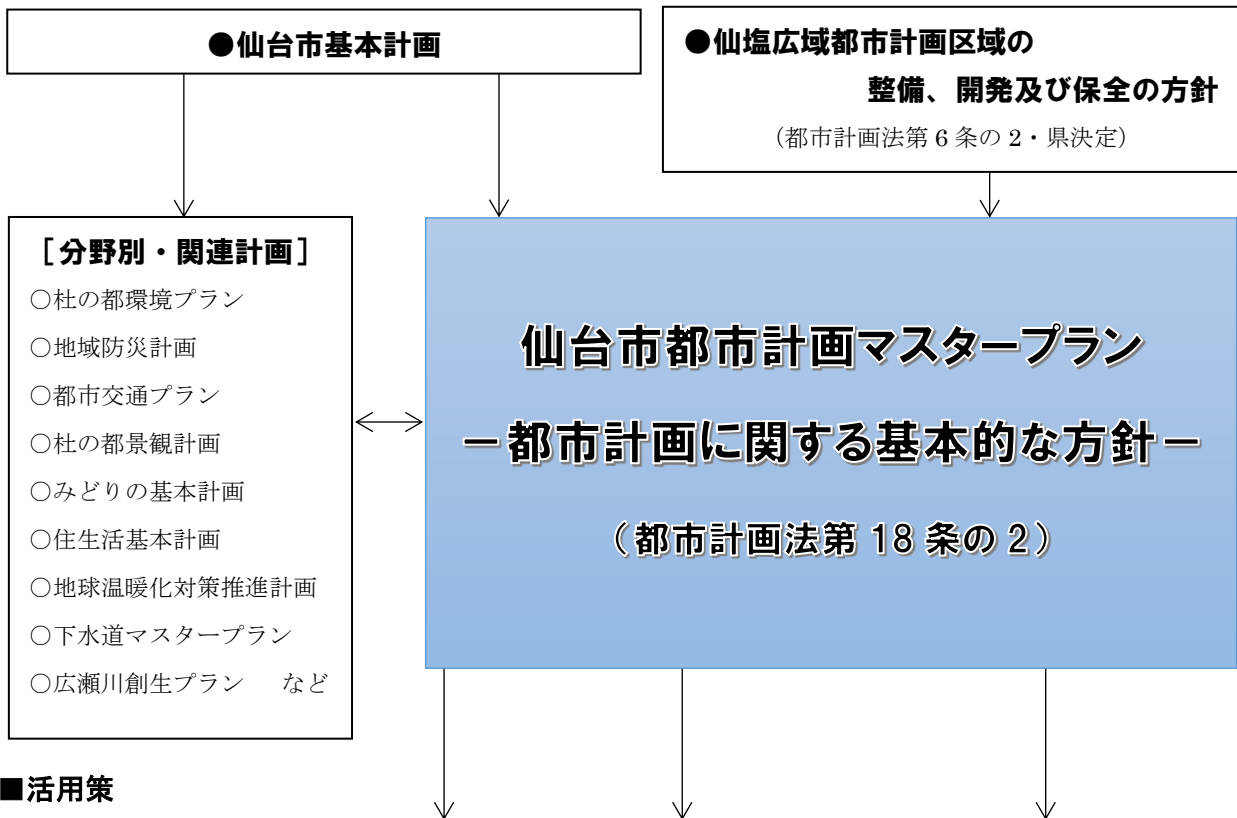 ●仙台市基本計画
●仙塩広域都市計画区域の
整備、開発及び保全の方針
（都市計画法第 6 条の 2・県決定）
［分野別・関連計画］
○杜の都環境プラン
○地域防災計画
○都市交通プラン
○杜の都景観計画
○みどりの基本計画
○住生活基本計画
○地球温暖化対策推進計画
○下水道マスタープラン
○広瀬川創生プラン　など
仙台市都市計画マスタープラン
－都市計画に関する基本的な方針－
（都市計画法第 18 条の 2）
■活用策